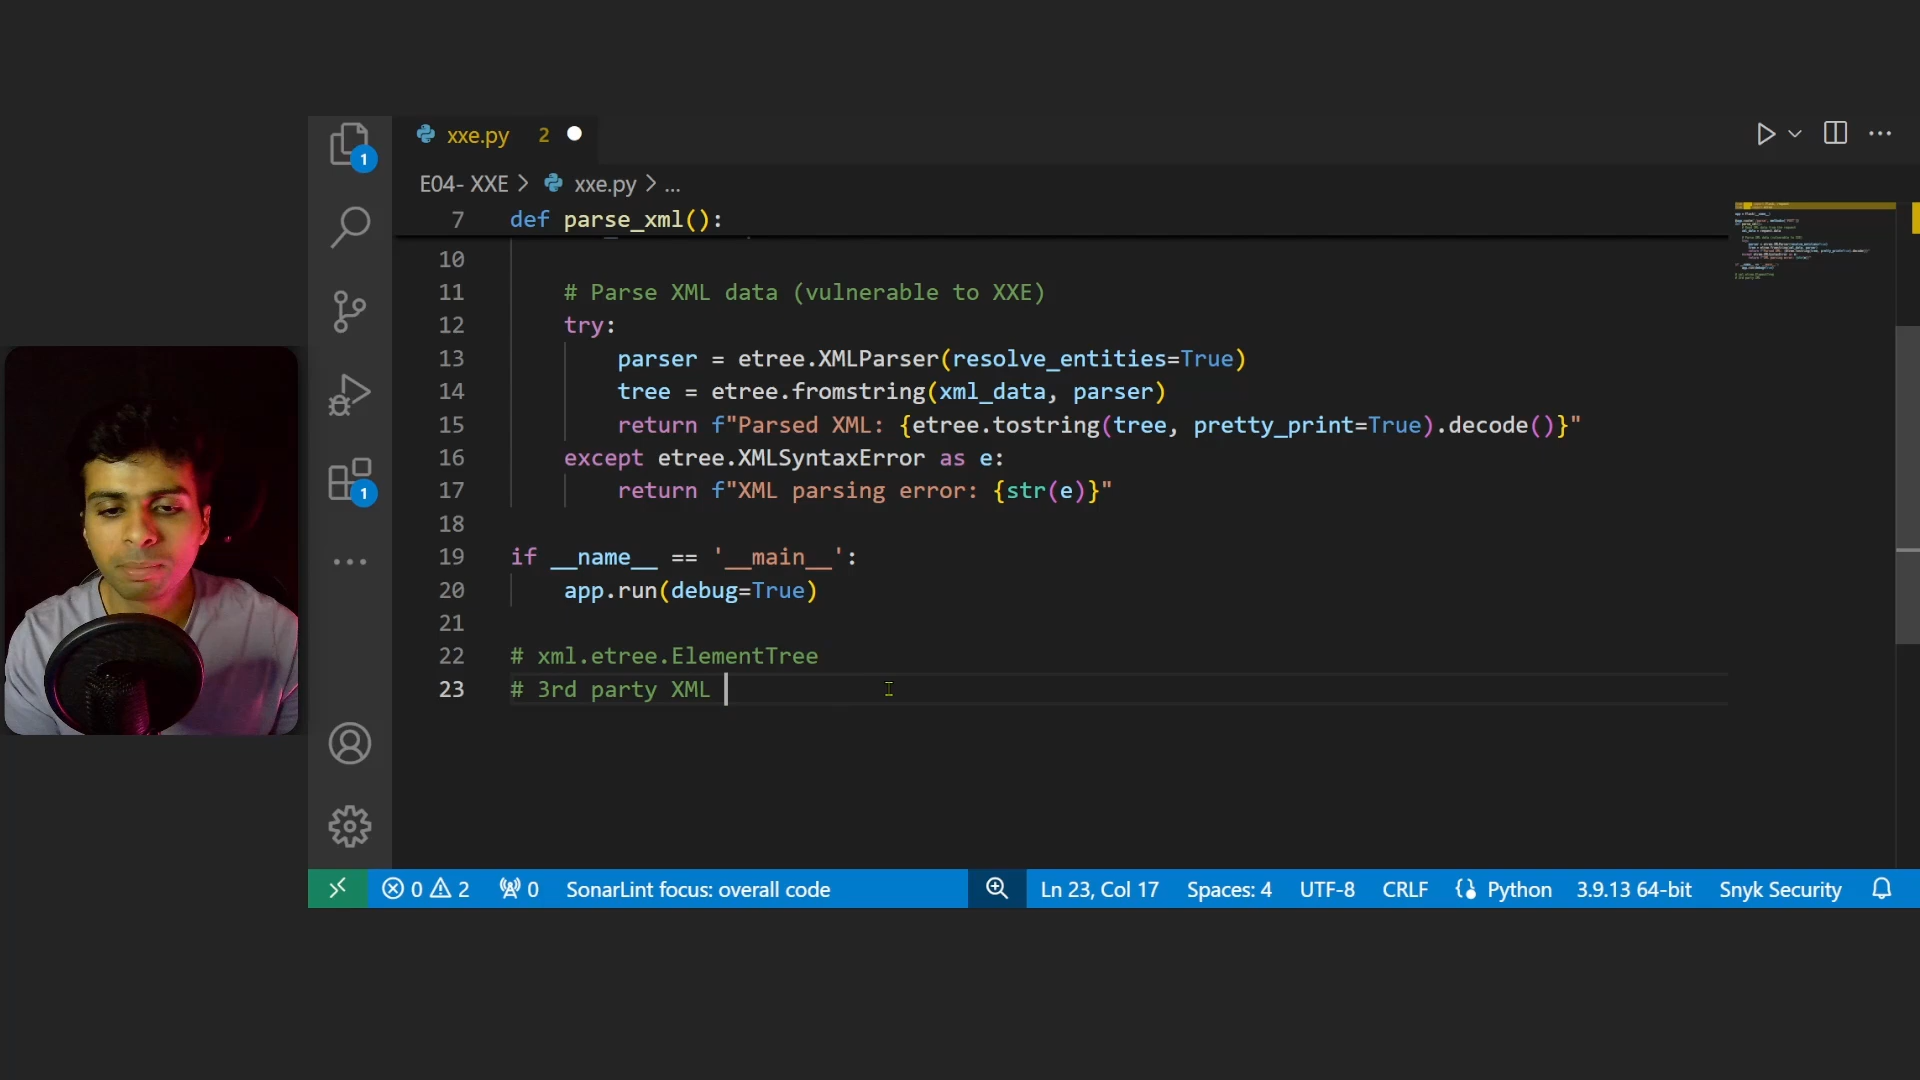 xxe.py 2
E04- XXE > xxe.py > ...
7 def parse_xml():
10
11 # Parse XML data (vulnerable to XXE)
12 try:
13 parser = etree.XMLParser(resolve_entities=True)
14 tree = etree.fromstring(xml_data, parser)
15 return f"Parsed XML: {etree.tostring(tree, pretty_print=True).decode()}"
16 except etree.XMLSyntaxError as e:
17 return f"XML parsing error: {str(e)}"
18
19 if __name__ == '__main__':
20 app.run(debug=True)
21
22 # xml.etree.ElementTree
23 # 3rd party XML
1
1
0 2 0 SonarLint focus: overall code Ln 23, Col 17 Spaces: 4 UTF-8 CRLF Python 3.9.13 64-bit Snyk Security